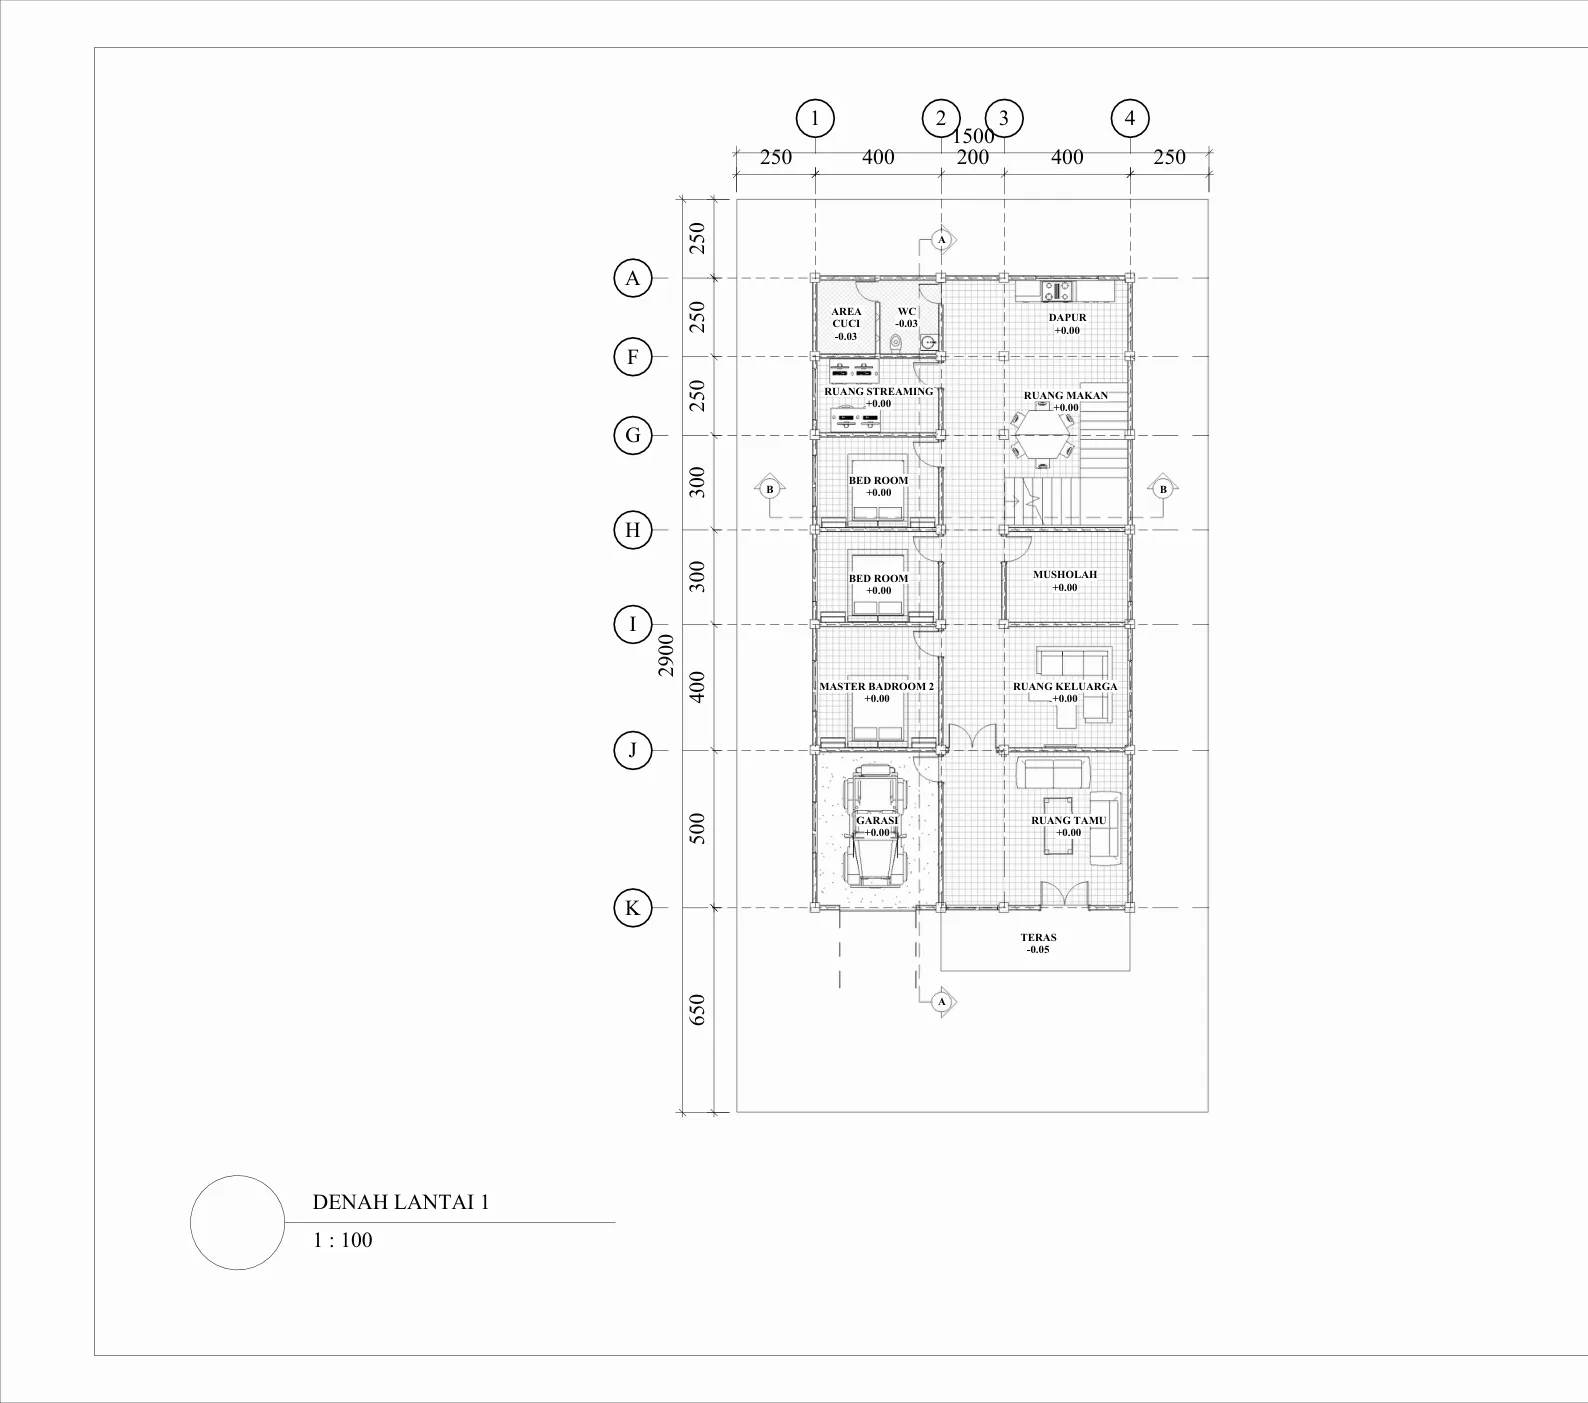 1 2 3 4
1500
250 400 200 400 250
250
A
A
250
AREA
CUCI
-0.03
WC
-0.03
DAPUR
+0.00
F
250
RUANG STREAMING
+0.00
RUANG MAKAN
+0.00
G
300
BED ROOM
+0.00
B
B
H
300
BED ROOM
+0.00
MUSHOLAH
+0.00
I
2900
400
MASTER BADROOM 2
+0.00
RUANG KELUARGA
+0.00
J
500
GARASI
+0.00
RUANG TAMU
+0.00
K
TERAS
-0.05
650
A
DENAH LANTAI 1
1 : 100